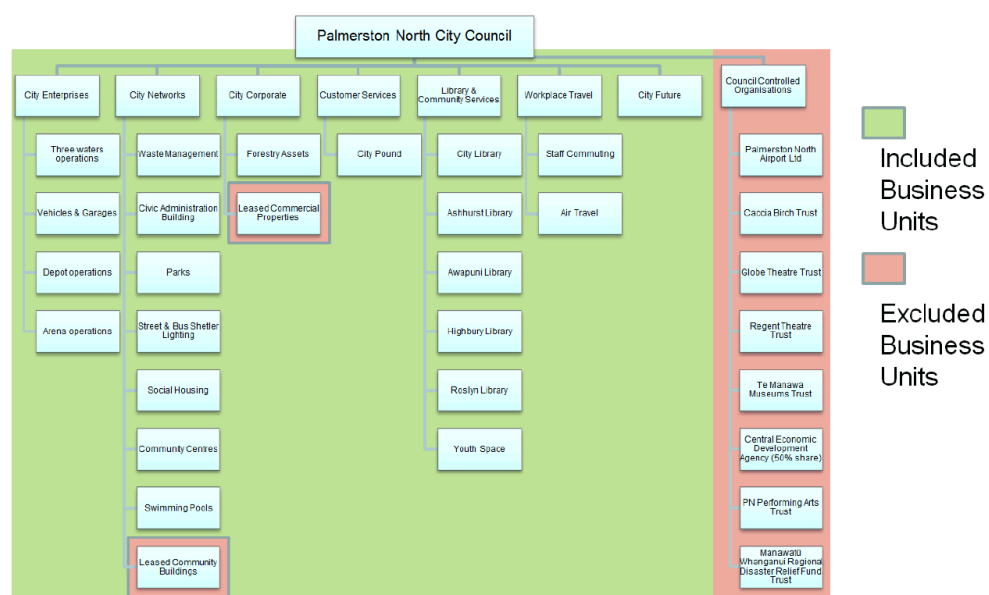 Palmerston North City Council
City Enterprises
City Networks
City Corporate
Customer Services
Library &
Community Services
Workplace Travel
City Future
Council Controlled
Organisations
Three waters
operations
Vehicles & Garages
Depot operations
Arena operations
Waste Management
Civic Administration
Building
Parks
Street & Bus Shetler
Lighting
Social Housing
Community Centres
Swimming Pools
Leased Community
Buildings
Forestry Assets
Leased Commercial
Properties
City Pound
City Library
Ashhurst Library
Awapuni Library
Highbury Library
Roslyn Library
Youth Space
Staff Commuting
Air Travel
Palmerston North
Airport Ltd
Caccia Birch Trust
Globe Theatre Trust
Regent Theatre
Trust
Te Manawa
Museums Trust
Central Economic
Development
Agency (50% share)
PN Performing Arts
Trust
Manawatū
Whanganui Regional
Disaster Relief Fund
Trust
Included
Business
Units
Excluded
Business
Units